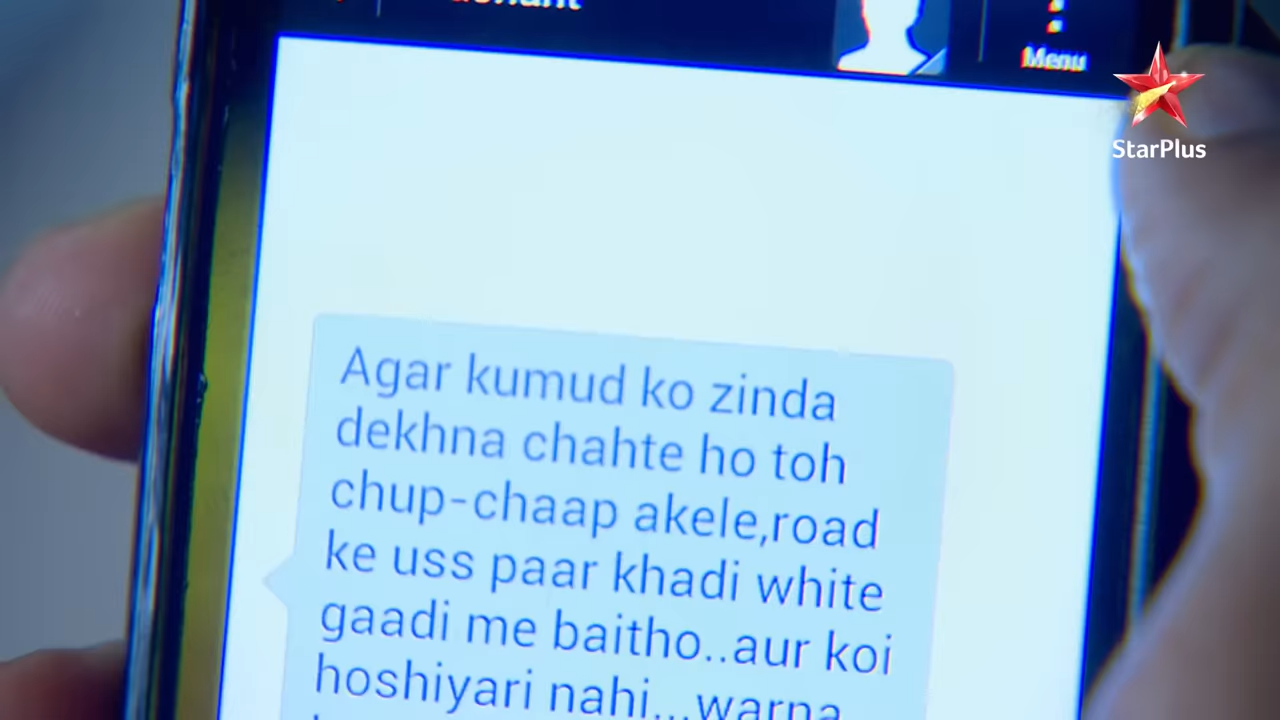 Menu
StarPlus
Agar kumud ko zinda
dekhna chahte ho toh
chup-chaap akele,road
ke uss paar khadi white
gaadi me baitho..aur koi
hoshiyari nahi...warna